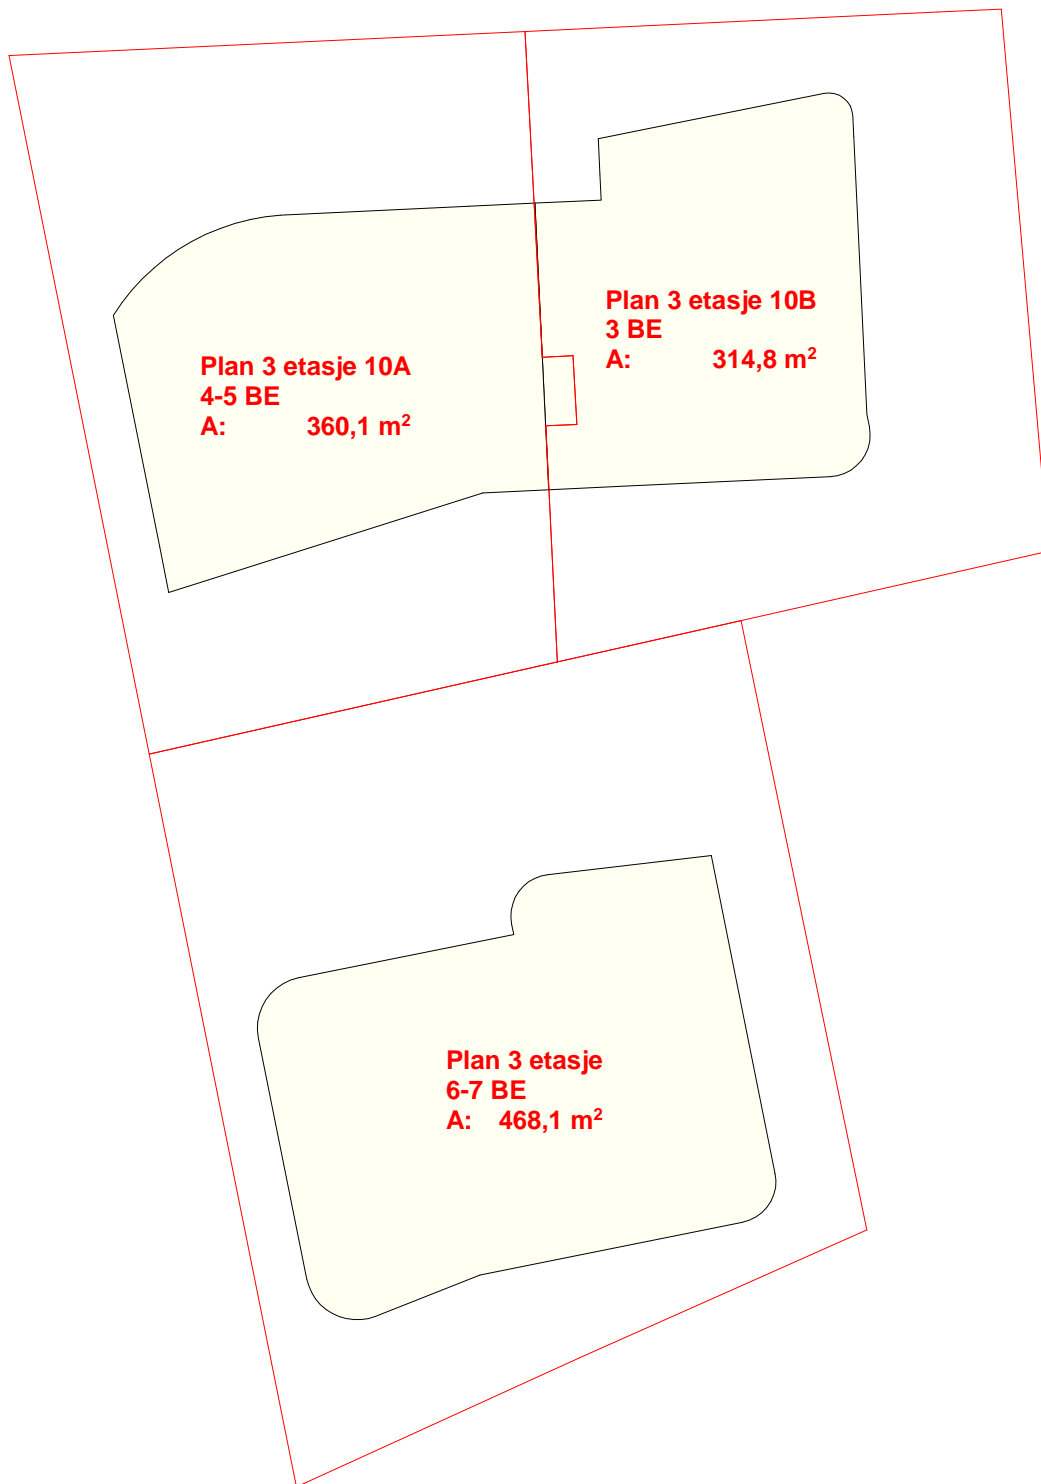 Plan 3 etasje 10B
3 BE
A: 314,8 m²
Plan 3 etasje 10A
4-5 BE
A: 360,1 m²
Plan 3 etasje
6-7 BE
A: 468,1 m²